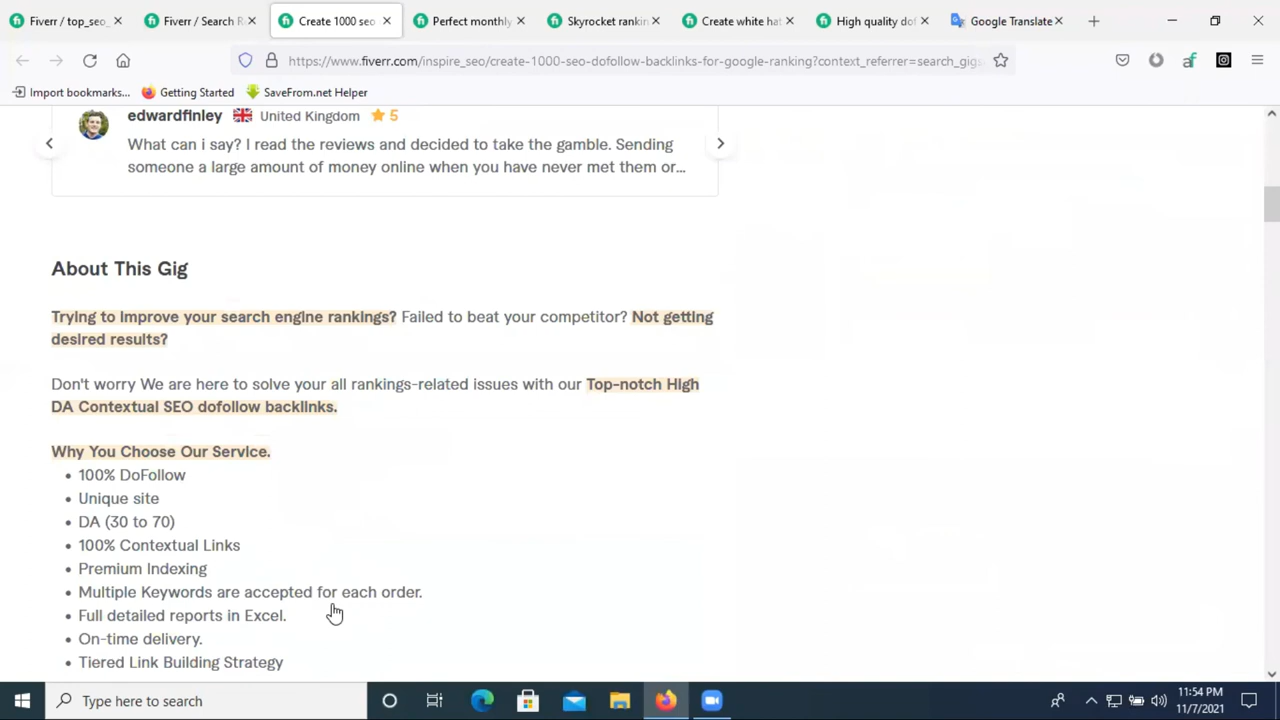 Fiverr / top_seo_
Fiverr / Search R
Create 1000 seo
Perfect monthly
Skyrocket rankin
Create white hat
High quality dof
Google Translate
https://www.fiverr.com/inspire_seo/create-1000-seo-dofollow-backlinks-for-google-ranking?context_referrer=search_gigs
Import bookmarks...
Getting Started
SaveFrom.net Helper
edwardfinley United Kingdom 5
What can i say? I read the reviews and decided to take the gamble. Sending
someone a large amount of money online when you have never met them or...
About This Gig
Trying to improve your search engine rankings? Failed to beat your competitor? Not getting
desired results?
Don't worry We are here to solve your all rankings-related issues with our Top-notch High
DA Contextual SEO dofollow backlinks.
Why You Choose Our Service.
• 100% DoFollow
• Unique site
• DA (30 to 70)
• 100% Contextual Links
• Premium Indexing
• Multiple Keywords are accepted for each order.
• Full detailed reports in Excel.
• On-time delivery.
• Tiered Link Building Strategy
Type here to search
11:54 PM
11/7/2021